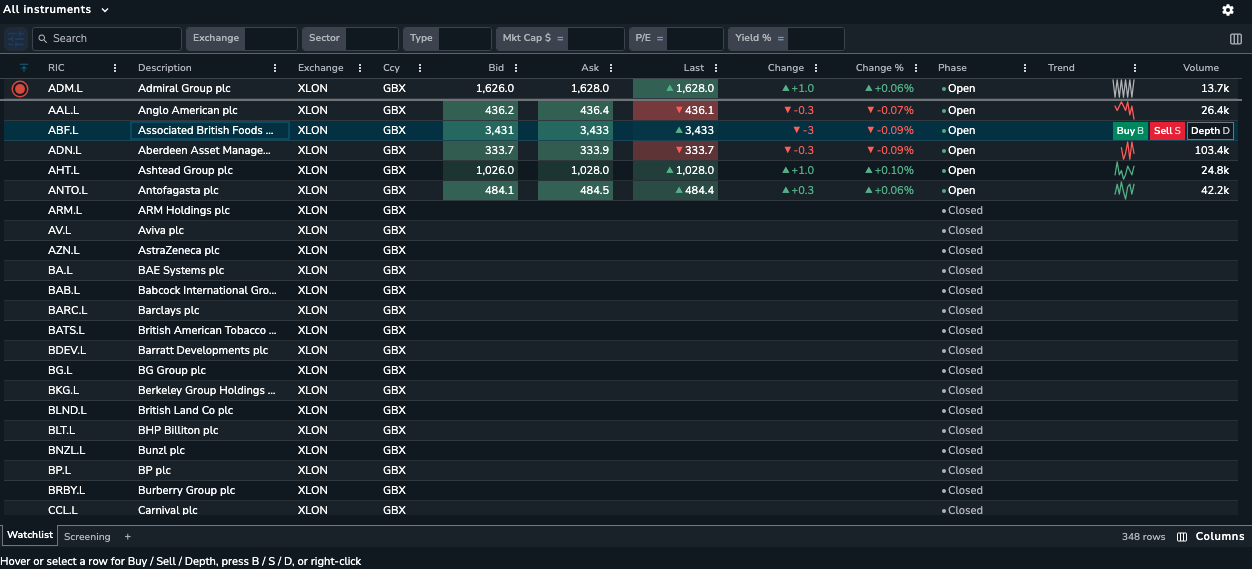 All instruments
Search Exchange Sector Type Mkt Cap $ = P/E = Yield % =
RIC Description Exchange Ccy Bid Ask Last Change Change % Phase Trend Volume
ADM.L Admiral Group plc XLON GBX 1,626.0 1,628.0 ▲1,628.0 ▲+1.0 ▲+0.06% Open 13.7k
AAL.L Anglo American plc XLON GBX 436.2 436.4 ▼436.1 ▼-0.3 ▼-0.07% Open 26.4k
ABF.L Associated British Foods ... XLON GBX 3,431 3,433 ▲3,433 ▼-3 ▼-0.09% Open Buy B Sell S Depth D
ADN.L Aberdeen Asset Manage... XLON GBX 333.7 333.9 ▼333.7 ▼-0.3 ▼-0.09% Open 103.4k
AHT.L Ashtead Group plc XLON GBX 1,026.0 1,028.0 ▲1,028.0 ▲+1.0 ▲+0.10% Open 24.8k
ANTO.L Antofagasta plc XLON GBX 484.1 484.5 ▲484.4 ▲+0.3 ▲+0.06% Open 42.2k
ARM.L ARM Holdings plc XLON GBX Closed
AV.L Aviva plc XLON GBX Closed
AZN.L AstraZeneca plc XLON GBX Closed
BA.L BAE Systems plc XLON GBX Closed
BAB.L Babcock International Gro... XLON GBX Closed
BARC.L Barclays plc XLON GBX Closed
BATS.L British American Tobacco ... XLON GBX Closed
BDEV.L Barratt Developments plc XLON GBX Closed
BG.L BG Group plc XLON GBX Closed
BKG.L Berkeley Group Holdings ... XLON GBX Closed
BLND.L British Land Co plc XLON GBX Closed
BLT.L BHP Billiton plc XLON GBX Closed
BNZL.L Bunzl plc XLON GBX Closed
BP.L BP plc XLON GBX Closed
BRBY.L Burberry Group plc XLON GBX Closed
CCL.L Carnival plc XLON GBX Closed
Watchlist Screening + 348 rows Columns
Hover or select a row for Buy / Sell / Depth, press B / S / D, or right-click